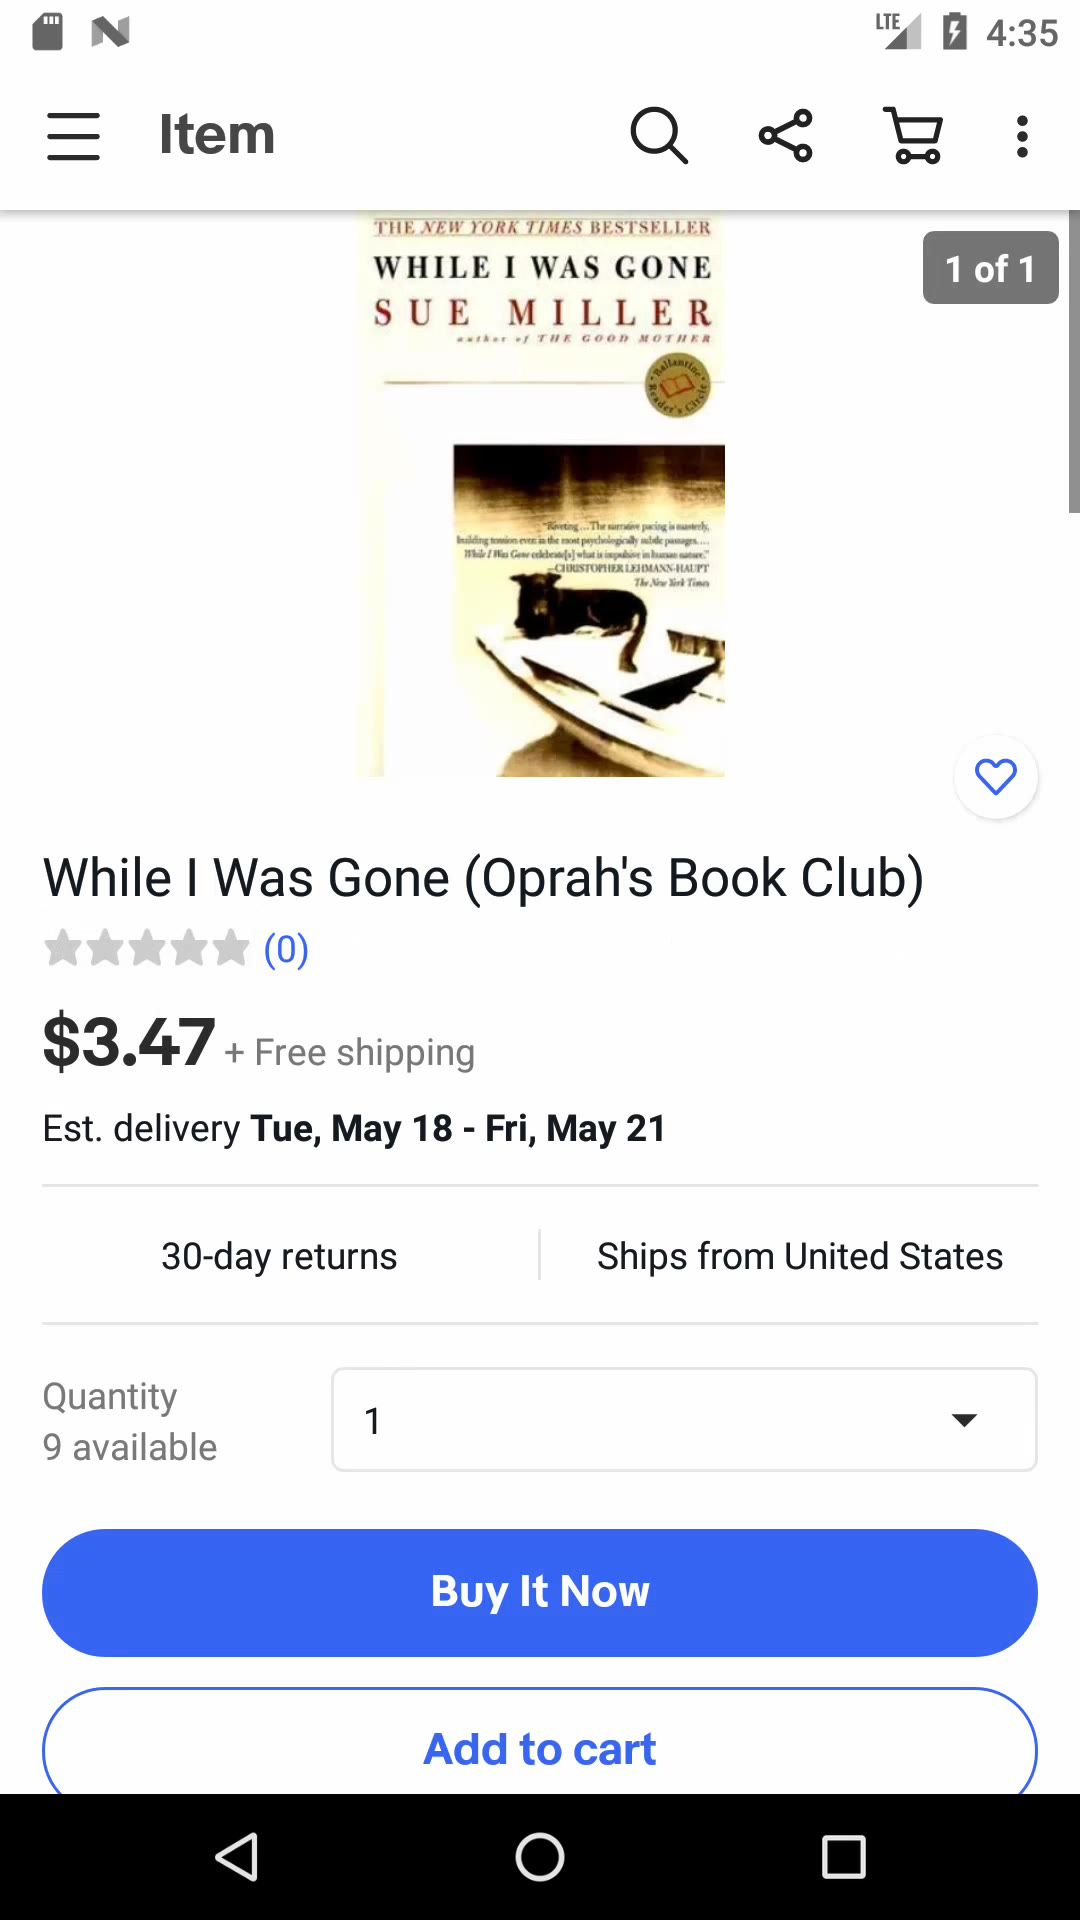 LTE 4:35
Item
THE NEW YORK TIMES BESTSELLER
1 of 1
WHILE I WAS GONE
SUE MILLER
author of THE GOOD MOTHER
Ballantine Reader's Circle
"Riveting... The narrative pacing is masterly,
building tension even in the most psychologically subtle passages....
While I Was Gone celebrate[s] what is impulsive in human nature."
—CHRISTOPHER LEHMANN-HAUPT
The New York Times
While I Was Gone (Oprah's Book Club)
(0)
$3.47 + Free shipping
Est. delivery Tue, May 18 - Fri, May 21
30-day returns
Ships from United States
Quantity
9 available
1
Buy It Now
Add to cart